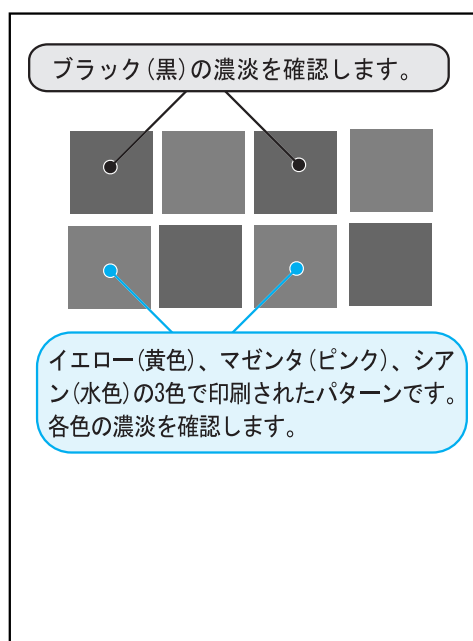 ブラック(黒)の濃淡を確認します。
イエロー(黄色)、マゼンタ(ピンク)、シア
ン(水色)の3色で印刷されたパターンです。
各色の濃淡を確認します。